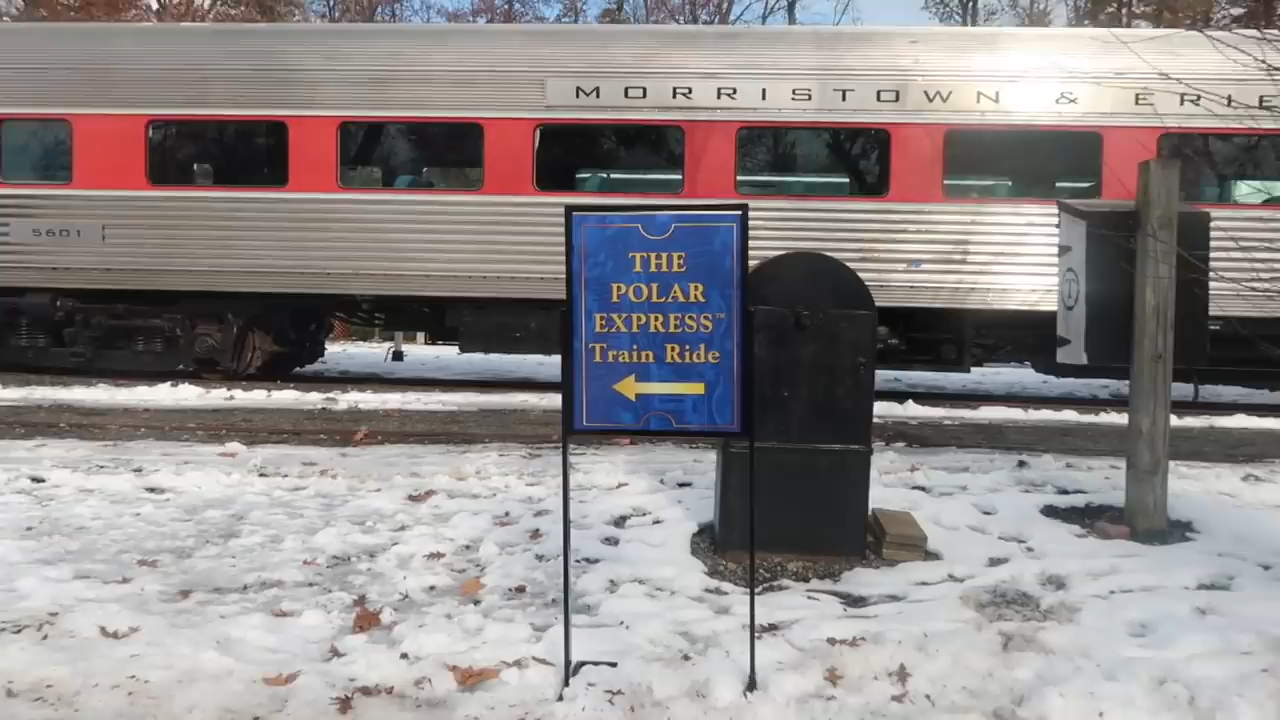 MORRISTOWN & ERIE
5601
THE
POLAR
EXPRESS™
Train Ride
T